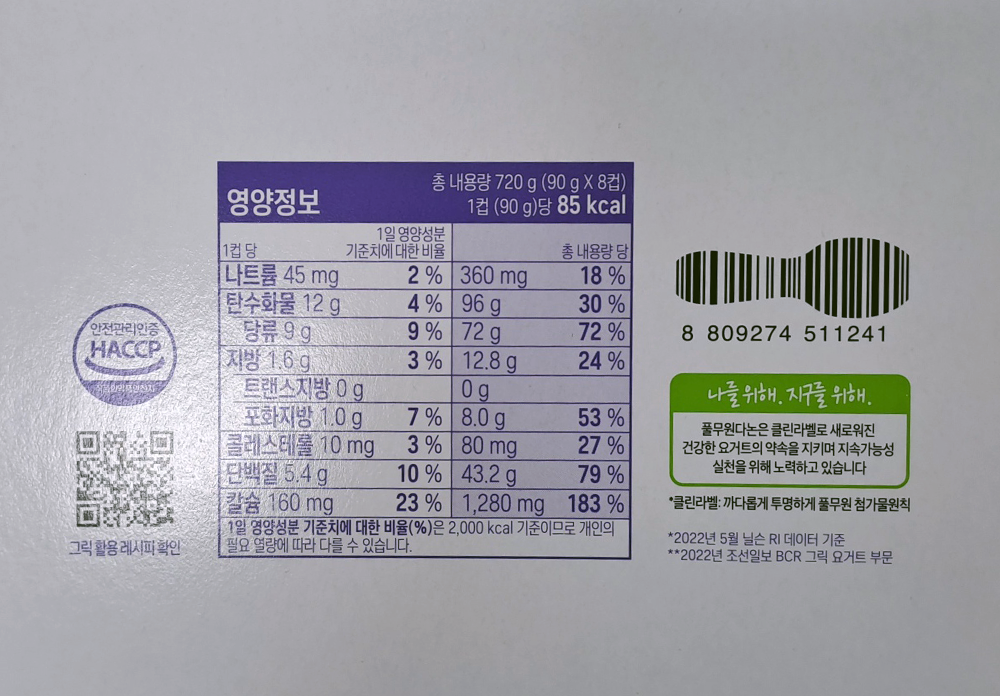 영양정보
총 내용량 720 g (90 g X 8컵)
1컵 (90 g)당 85 kcal
1컵 당 1일 영양성분 기준치에 대한 비율 총 내용량 당
나트륨 45 mg 2 % 360 mg 18 %
탄수화물 12 g 4 % 96 g 30 %
당류 9 g 9 % 72 g 72 %
지방 1.6 g 3 % 12.8 g 24 %
트랜스지방 0 g 0 g
포화지방 1.0 g 7 % 8.0 g 53 %
콜레스테롤 10 mg 3 % 80 mg 27 %
단백질 5.4 g 10 % 43.2 g 79 %
칼슘 160 mg 23 % 1,280 mg 183 %
1일 영양성분 기준치에 대한 비율(%)은 2,000 kcal 기준이므로 개인의
필요 열량에 따라 다를 수 있습니다.
안전관리인증
HACCP
식품의약품안전처
그릭 활용 레시피 확인
8 809274 511241
나를 위해. 지구를 위해.
풀무원다논은 클린라벨로 새로워진
건강한 요거트의 약속을 지키며 지속가능성
실천을 위해 노력하고 있습니다
*클린라벨: 까다롭게 투명하게 풀무원 첨가물원칙
*2022년 5월 닐슨 RI 데이터 기준
**2022년 조선일보 BCR 그릭 요거트 부문